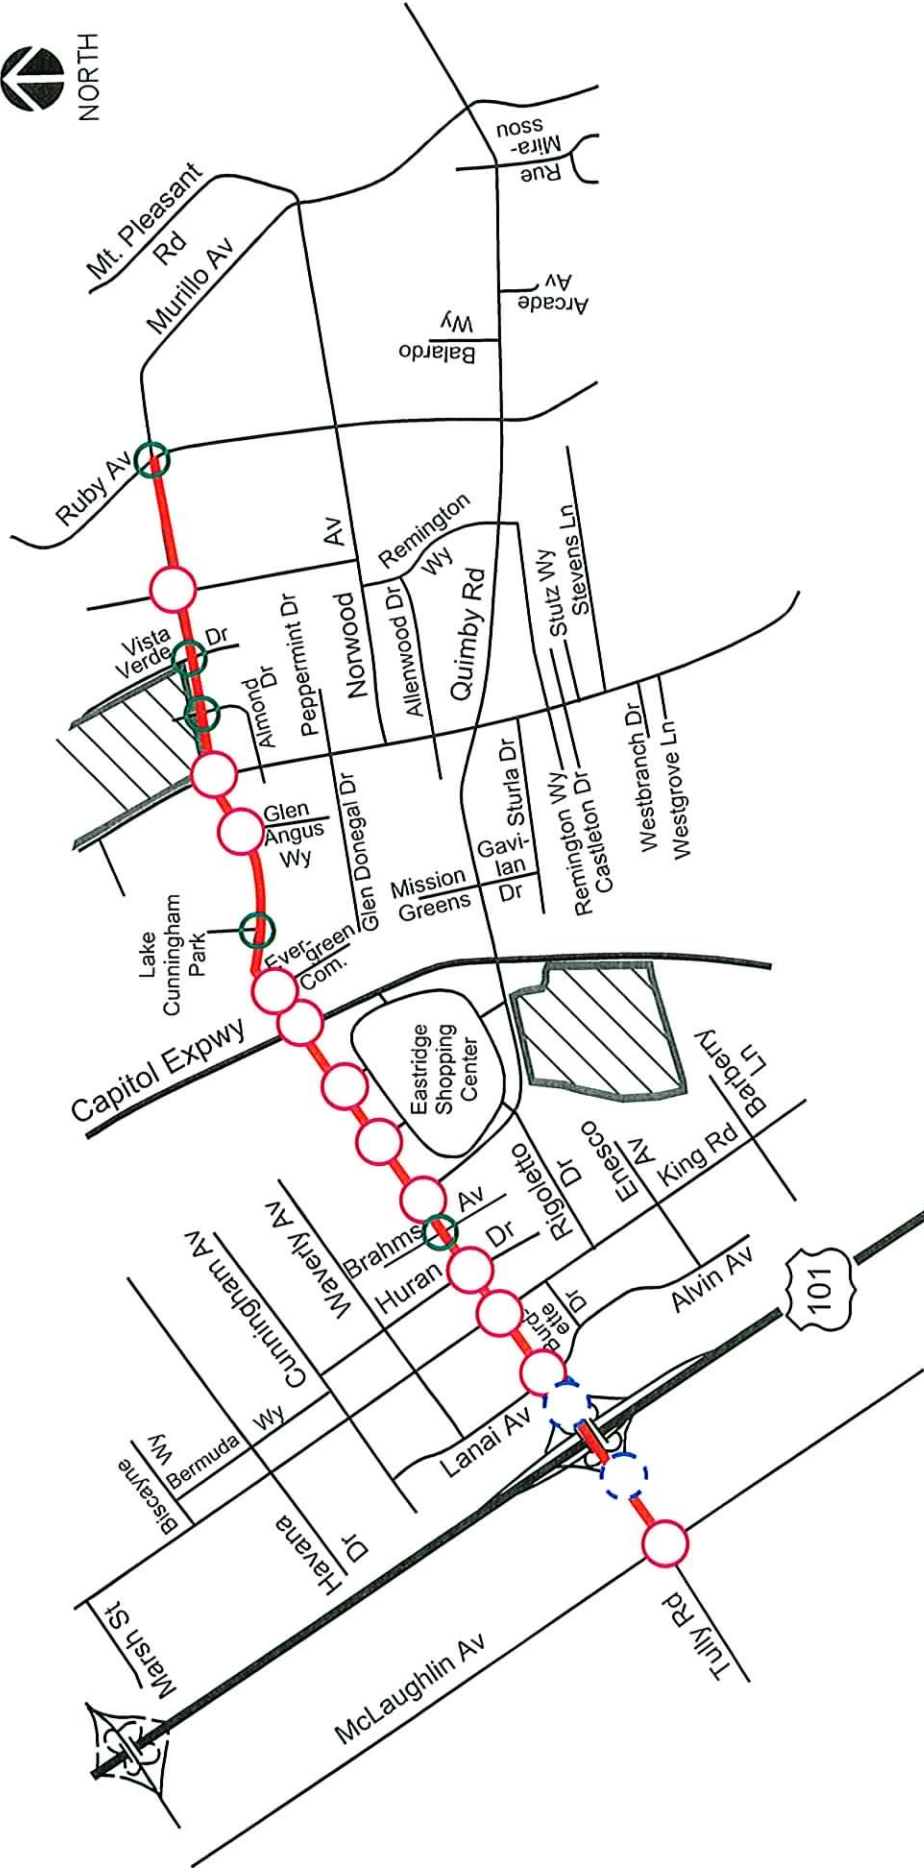 NORTH
Mt. Pleasant
Rd
Murillo Av
Rue
Mira-
ssou
Arcade
Av
Balardo
Wy
Ruby Av
Av
Norwood
Remington
Wy
Quimby Rd
Stutz Wy
Stevens Ln
Vista
Verde
Dr
Almond
Dr
Peppermint Dr
Allenwood Dr
Westbranch Dr
Westgrove Ln
Glen
Angus
Wy
Glen Donegal Dr
Sturla Dr
Remington Wy
Castleton Dr
Mission
Greens
Gavi-
lan
Dr
Lake
Cunningham
Park
Ever-
green
Com.
Capitol Expwy
Eastridge
Shopping
Center
Barberry
Ln
King Rd
Enesco
Av
Rigoletto
Dr
Brahms
Av
Huran
Dr
Waverly Av
Cunningham Av
Burd-
ette
Dr
Alvin Av
101
Lanai Av
Bermuda
Wy
Biscayne
Wy
Havana
Dr
Marsh St
McLaughlin Av
Tully Rd